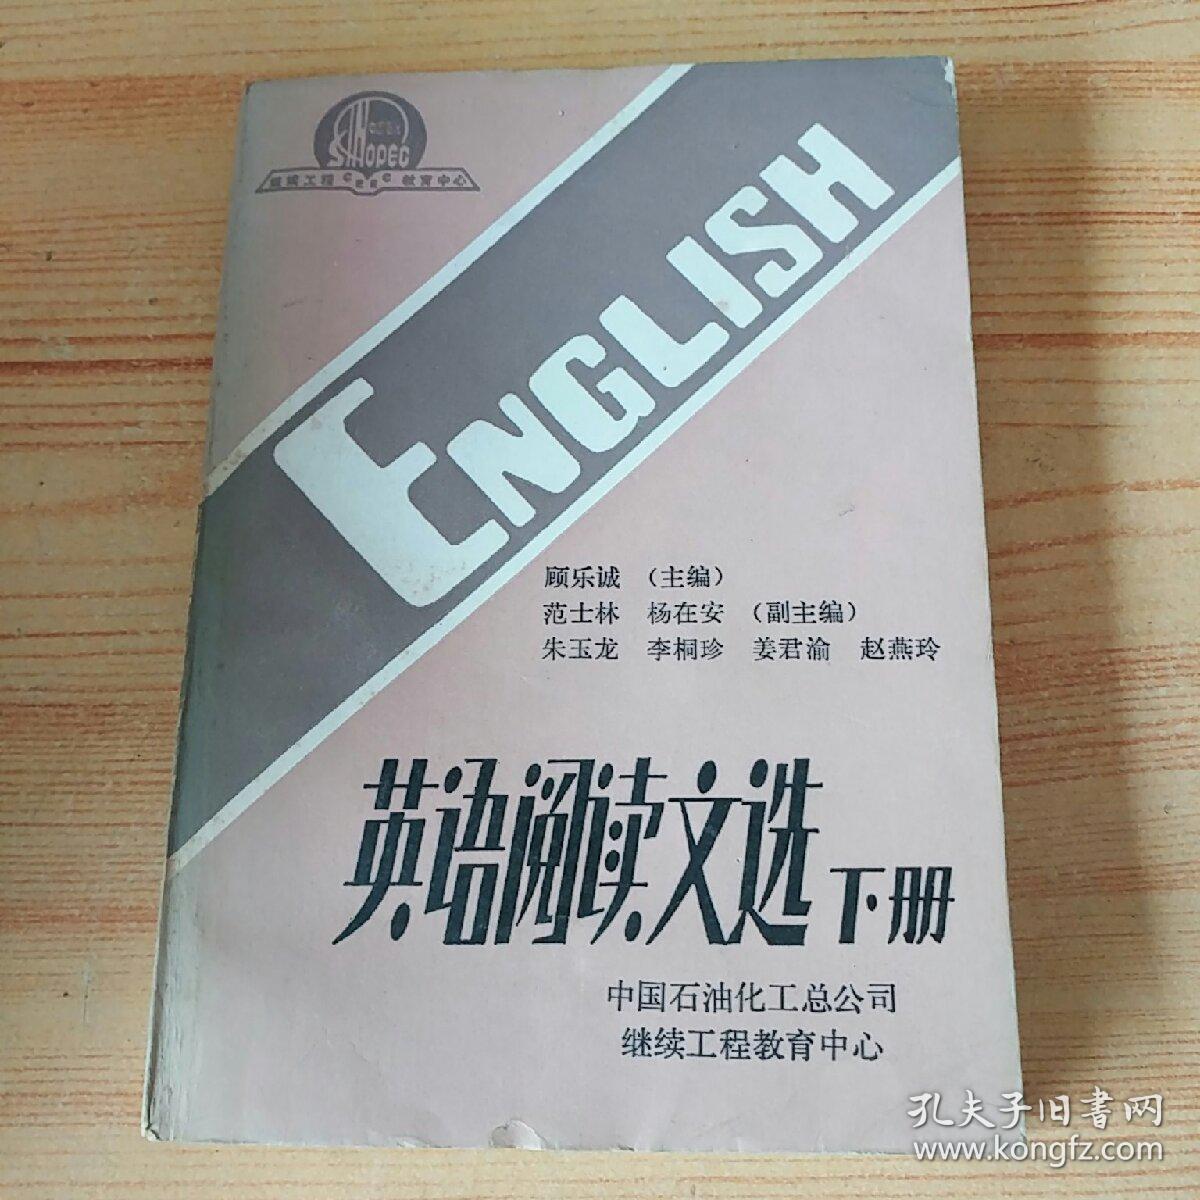 SINOPEC
继续工程 CEEC 教育中心
ENGLISH
顾乐诚 （主编）
范士林 杨在安 （副主编）
朱玉龙 李桐珍 姜君渝 赵燕玲
英语阅读文选 下册
中国石油化工总公司
继续工程教育中心
孔夫子旧書网
www.kongfz.com